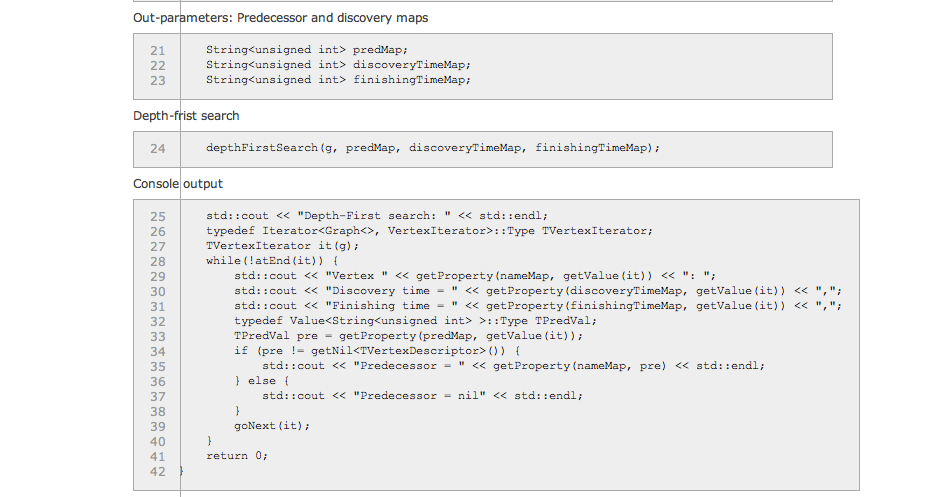 Out-parameters: Predecessor and discovery maps
21 String<unsigned int> predMap;
22 String<unsigned int> discoveryTimeMap;
23 String<unsigned int> finishingTimeMap;
Depth-frist search
24 depthFirstSearch(g, predMap, discoveryTimeMap, finishingTimeMap);
Console output
25 std::cout << "Depth-First search: " << std::endl;
26 typedef Iterator<Graph<>, VertexIterator>::Type TVertexIterator;
27 TVertexIterator it(g);
28 while(!atEnd(it)) {
29 std::cout << "Vertex " << getProperty(nameMap, getValue(it)) << ": ";
30 std::cout << "Discovery time = " << getProperty(discoveryTimeMap, getValue(it)) << ",";
31 std::cout << "Finishing time = " << getProperty(finishingTimeMap, getValue(it)) << ",";
32 typedef Value<String<unsigned int> >::Type TPredVal;
33 TPredVal pre = getProperty(predMap, getValue(it));
34 if (pre != getNil<TVertexDescriptor>()) {
35 std::cout << "Predecessor = " << getProperty(nameMap, pre) << std::endl;
36 } else {
37 std::cout << "Predecessor = nil" << std::endl;
38 }
39 goNext(it);
40 }
41 return 0;
42 }